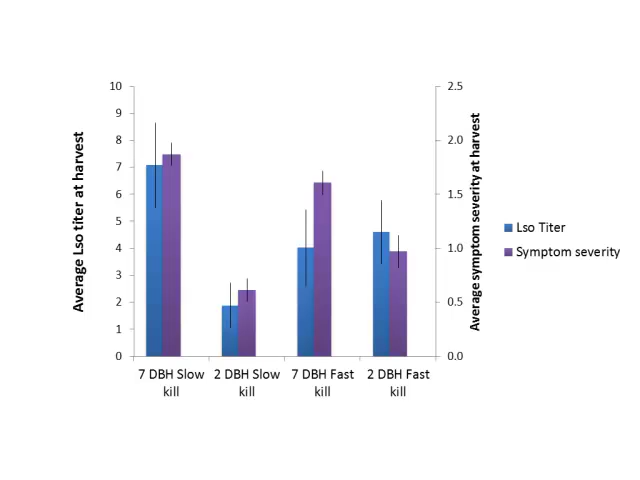 10
9
8
7
6
5
4
3
2
1
0
Average Lso titer at harvest
2.5
2.0
1.5
1.0
0.5
0.0
Average symptom severity at harvest
Lso Titer
Symptom severity
7 DBH Slow kill
2 DBH Slow kill
7 DBH Fast kill
2 DBH Fast kill